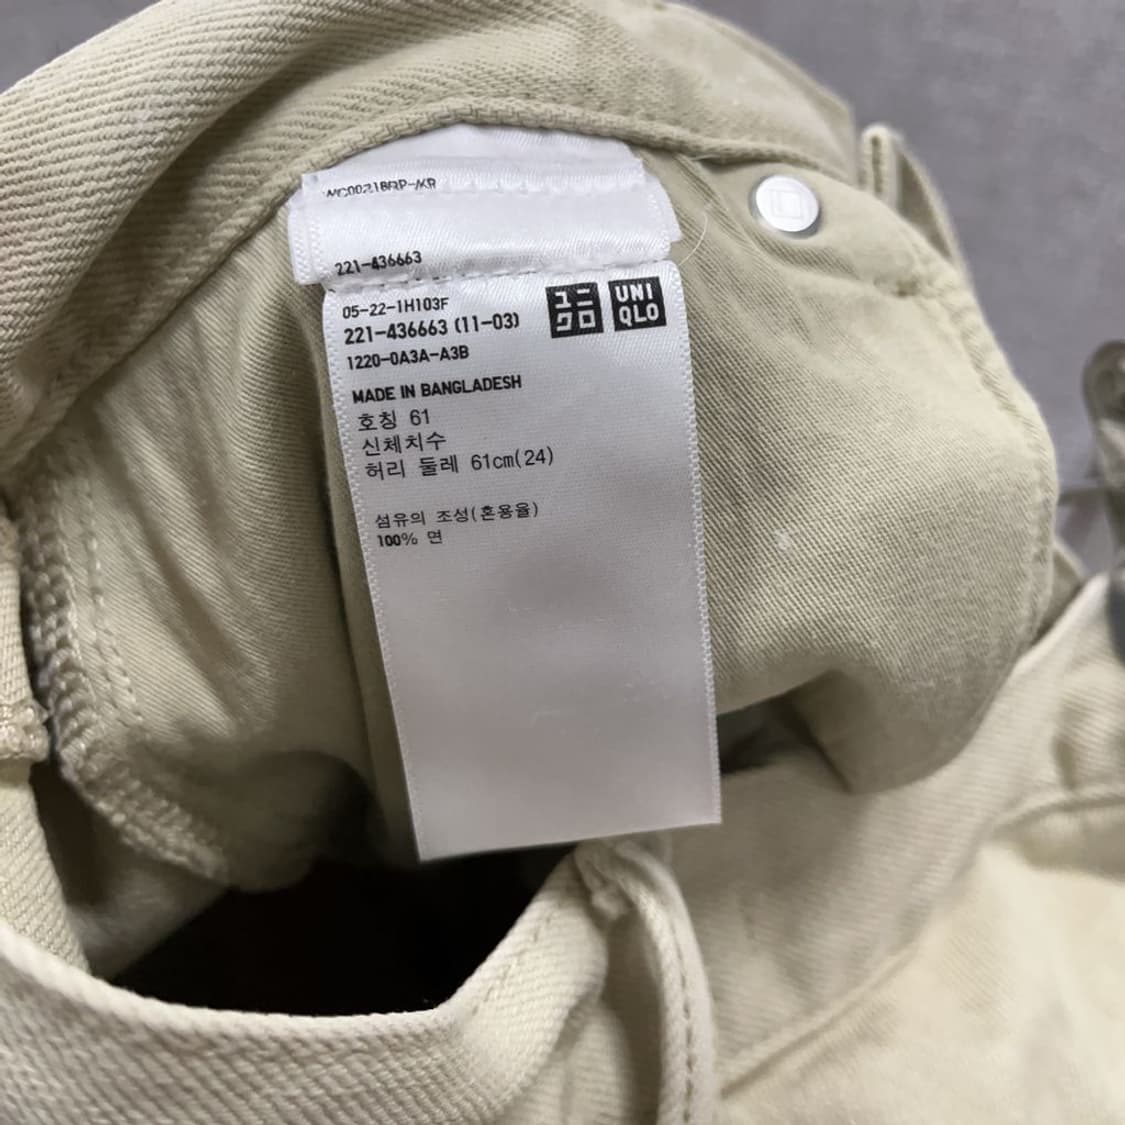 221-436663
05-22-1H103F
221-436663 (11-03)
ユニ
クロ
UNI
QLO
1220-0A3A-A3B
MADE IN BANGLADESH
호칭 61
신체치수
허리 둘레 61cm(24)
섬유의 조성(혼용율)
100% 면